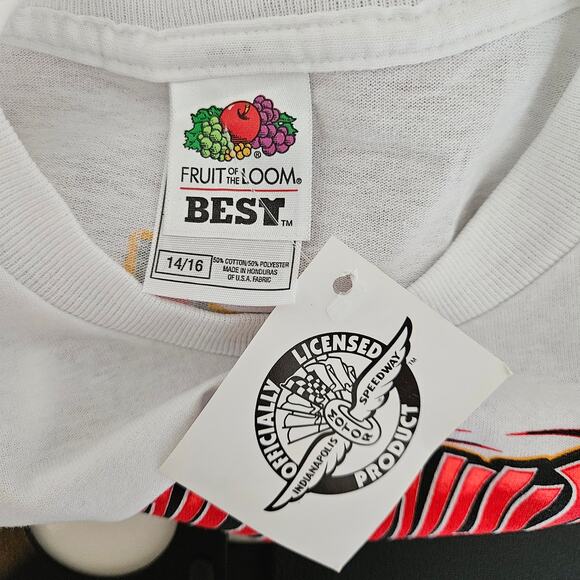 FRUIT OF THE LOOM®
BEST™
14/16
50% COTTON/50% POLYESTER
MADE IN HONDURAS
OF U.S.A. FABRIC
OFFICIALLY LICENSED PRODUCT
INDIANAPOLIS MOTOR SPEEDWAY™